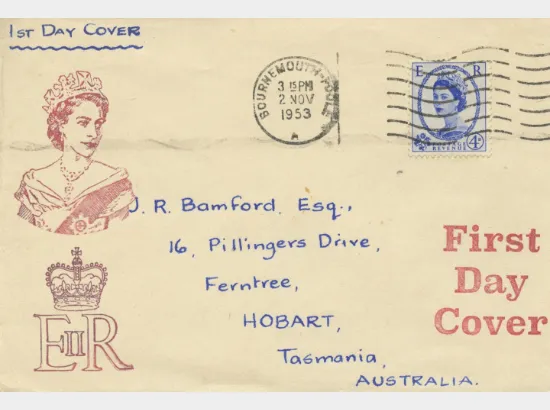 1ST DAY COVER
BOURNEMOUTH-POOLE
3 15PM
2 NOV
1953
A
E R
REVENUE 4D
J. R. Bamford. Esq.,
16, Pillingers Drive,
Ferntree,
HOBART,
Tasmania,
AUSTRALIA.
First
Day
Cover
EIIR